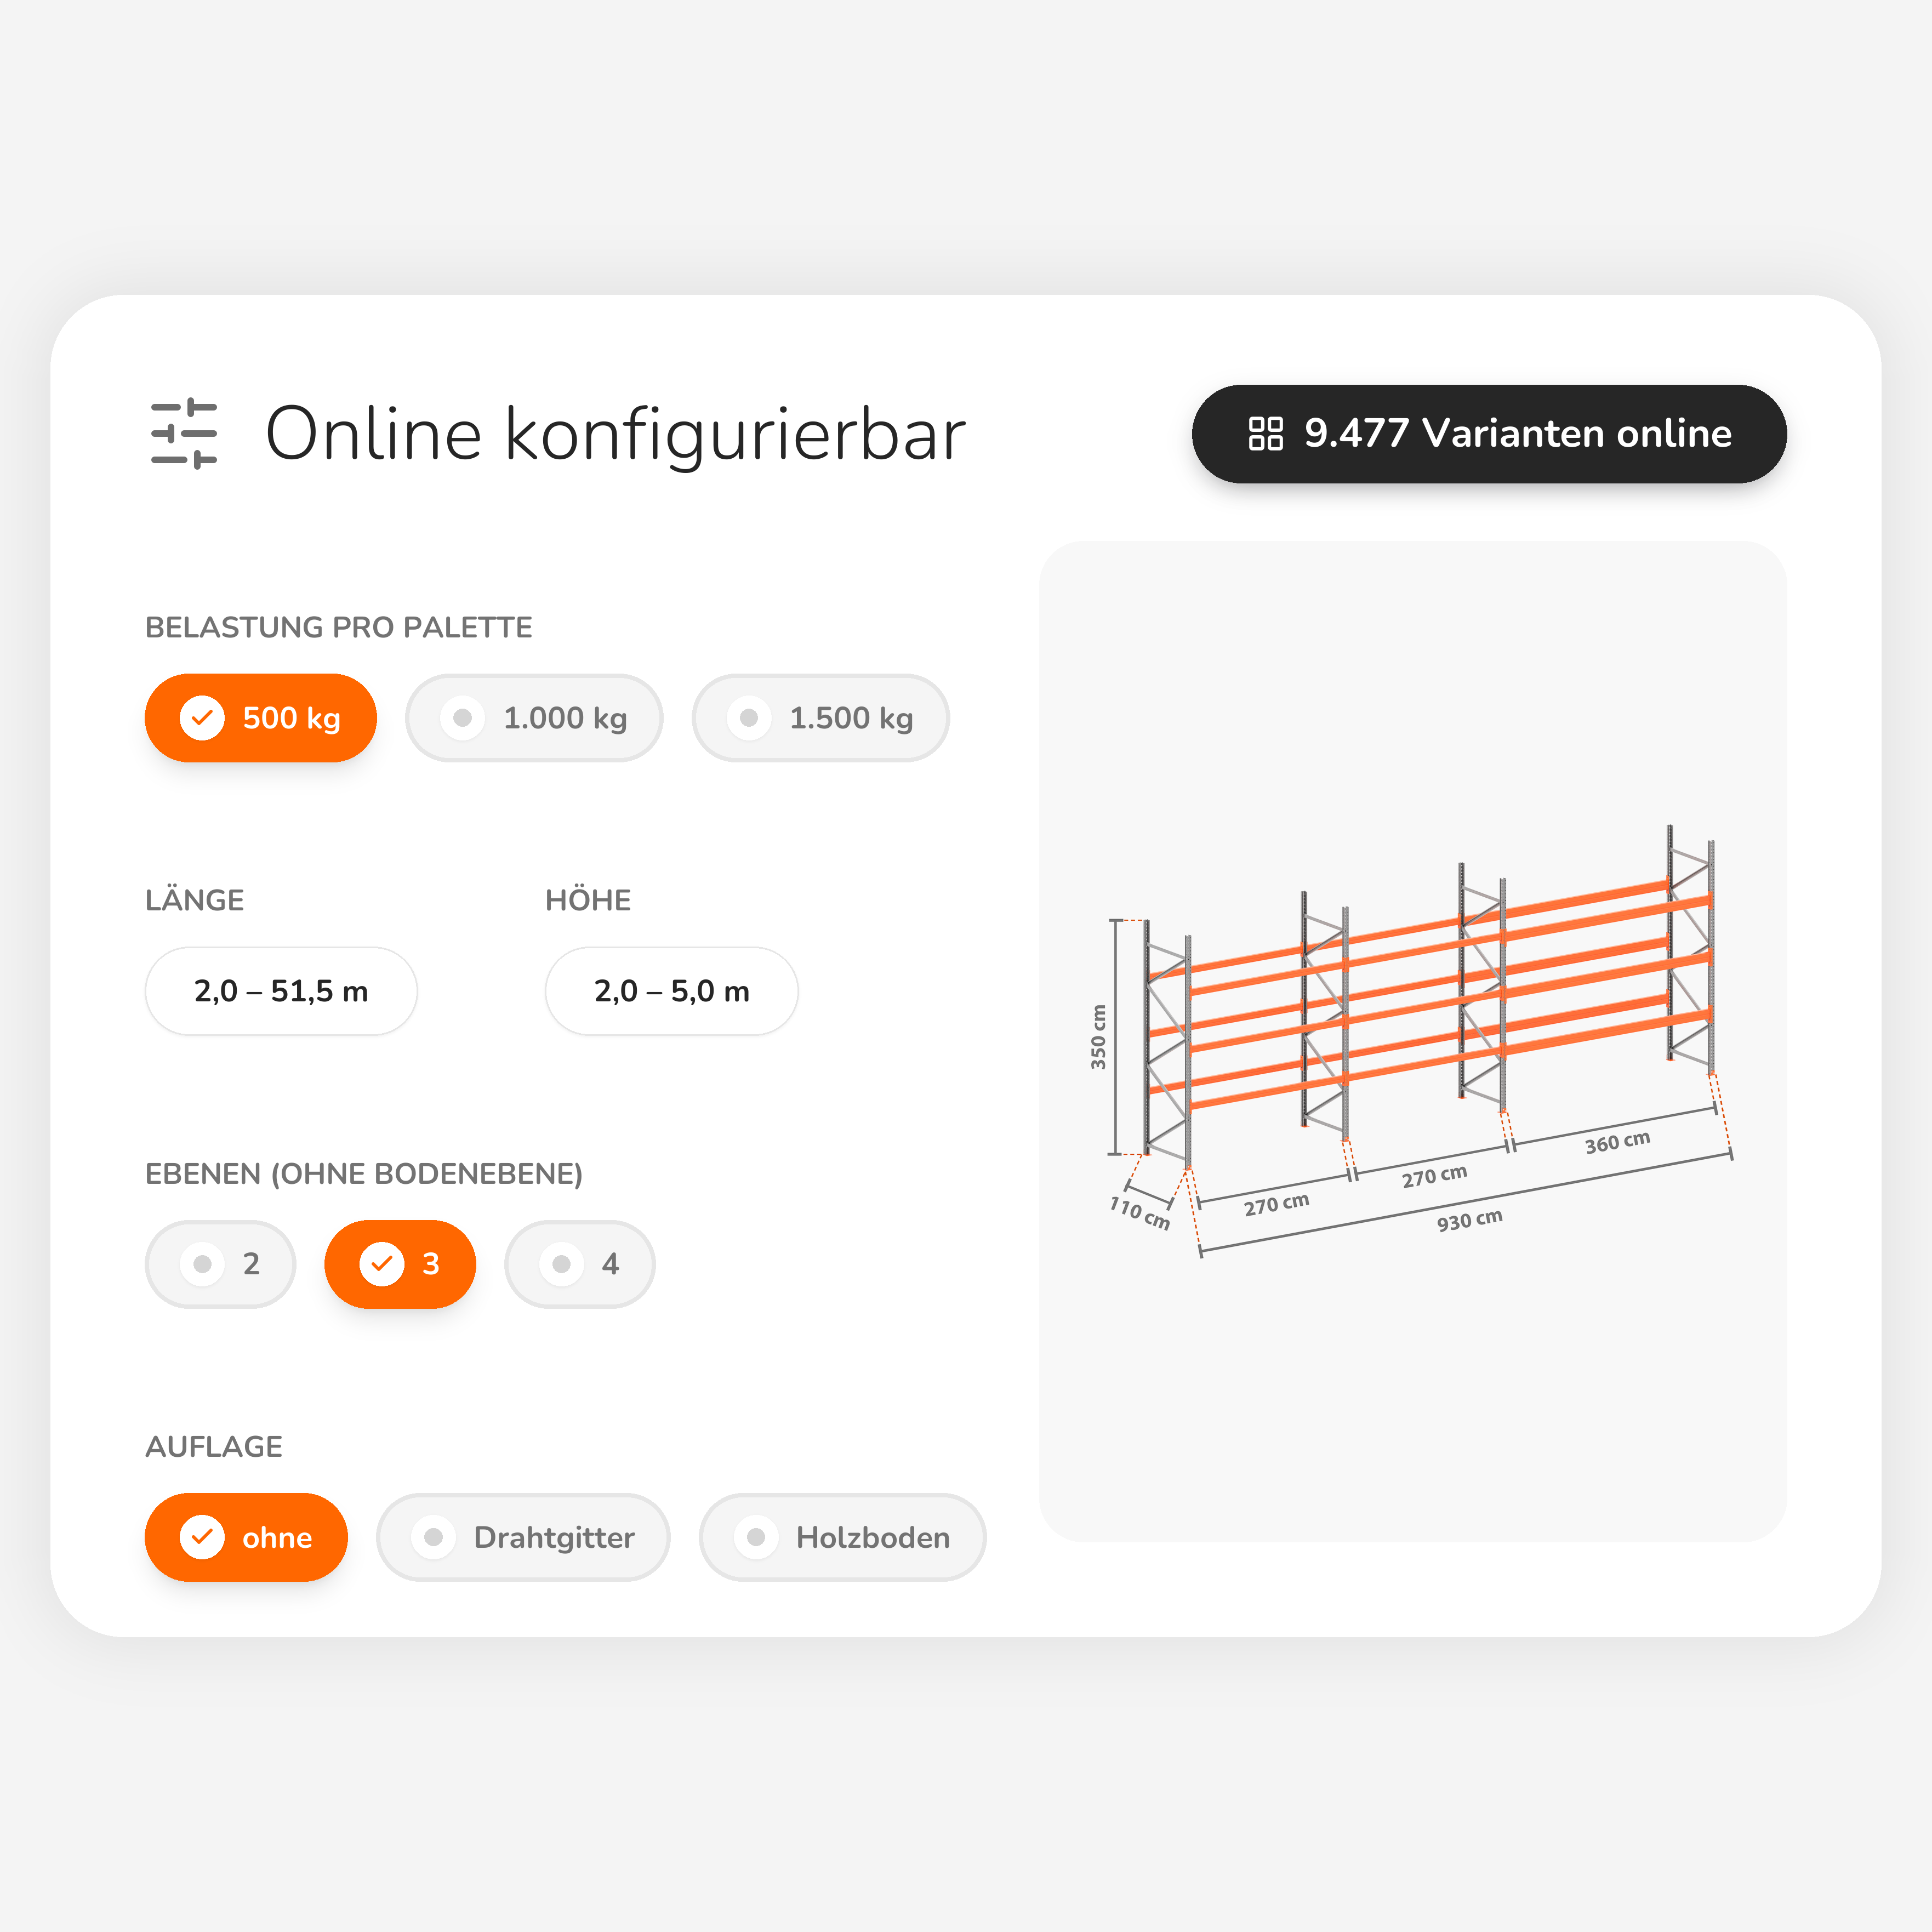 Online konfigurierbar
9.477 Varianten online
BELASTUNG PRO PALETTE
500 kg
1.000 kg
1.500 kg
LÄNGE
HÖHE
2,0 – 51,5 m
2,0 – 5,0 m
EBENEN (OHNE BODENEBENE)
2
3
4
AUFLAGE
ohne
Drahtgitter
Holzboden
350 cm
110 cm
270 cm
270 cm
360 cm
930 cm